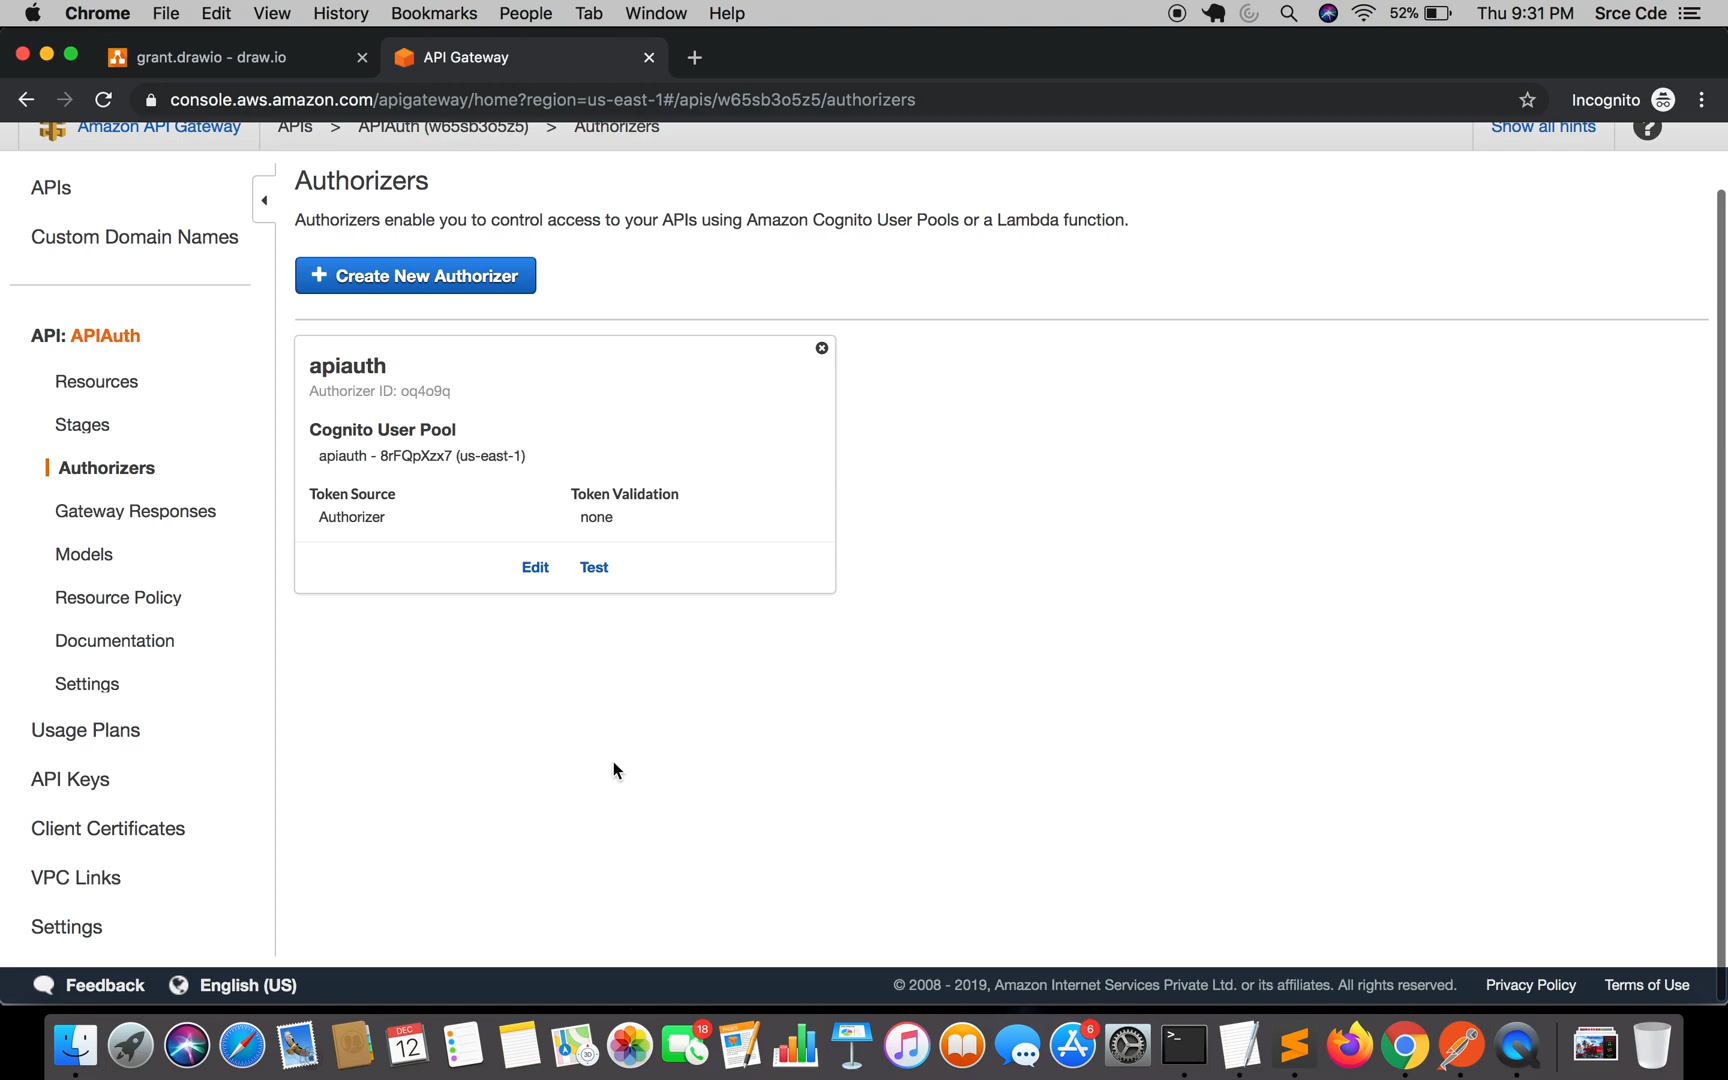 Chrome File Edit View History Bookmarks People Tab Window Help 52% Thu 9:31 PM Srce Cde
grant.drawio - draw.io
API Gateway
console.aws.amazon.com/apigateway/home?region=us-east-1#/apis/w65sb3o5z5/authorizers
Incognito
Amazon API Gateway
APIs > APIAuth (w65sb3o5z5) > Authorizers
Show all hints
?
APIs
Custom Domain Names
API: APIAuth
Resources
Stages
Authorizers
Gateway Responses
Models
Resource Policy
Documentation
Settings
Usage Plans
API Keys
Client Certificates
VPC Links
Settings
Authorizers
Authorizers enable you to control access to your APIs using Amazon Cognito User Pools or a Lambda function.
+ Create New Authorizer
apiauth
Authorizer ID: oq4o9q
Cognito User Pool
apiauth - 8rFQpXzx7 (us-east-1)
Token Source
Authorizer
Token Validation
none
Edit Test
Feedback English (US)
© 2008 - 2019, Amazon Internet Services Private Ltd. or its affiliates. All rights reserved. Privacy Policy Terms of Use
DEC
12
30
18
6